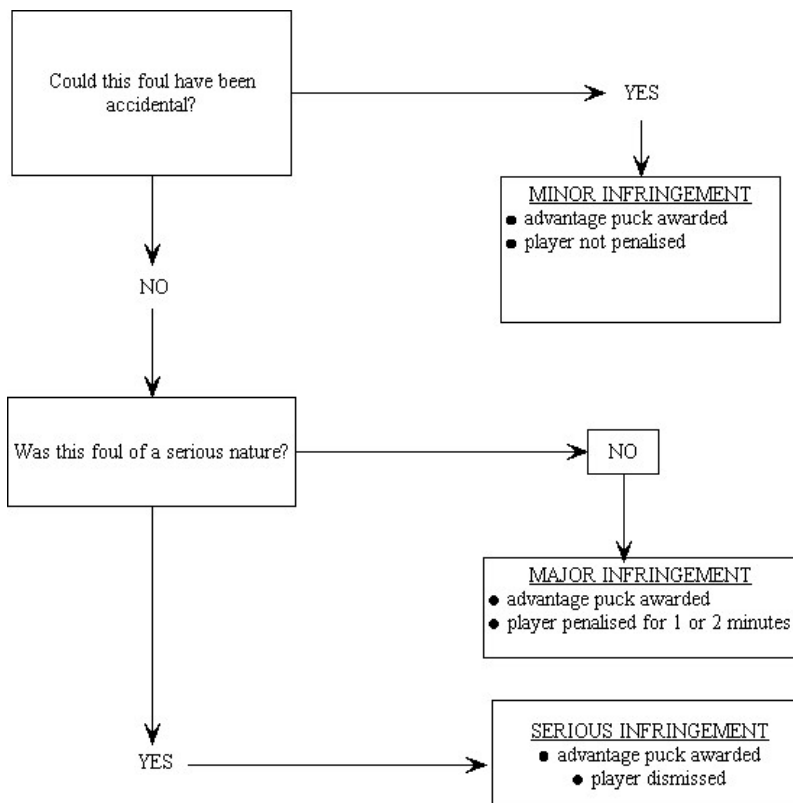 Could this foul have been
accidental?
YES
MINOR INFRINGEMENT
● advantage puck awarded
● player not penalised
NO
Was this foul of a serious nature?
NO
MAJOR INFRINGEMENT
● advantage puck awarded
● player penalised for 1 or 2 minutes
YES
SERIOUS INFRINGEMENT
● advantage puck awarded
● player dismissed